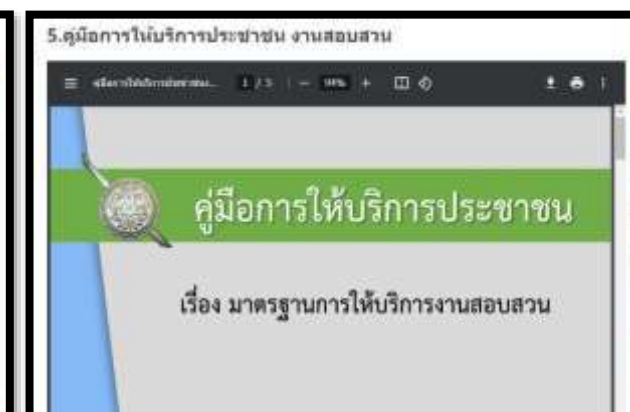 5.คู่มือการให้บริการประชาชน งานสอบสวน
1 / 5 — +
คู่มือการให้บริการประชาชน
เรื่อง มาตรฐานการให้บริการงานสอบสวน